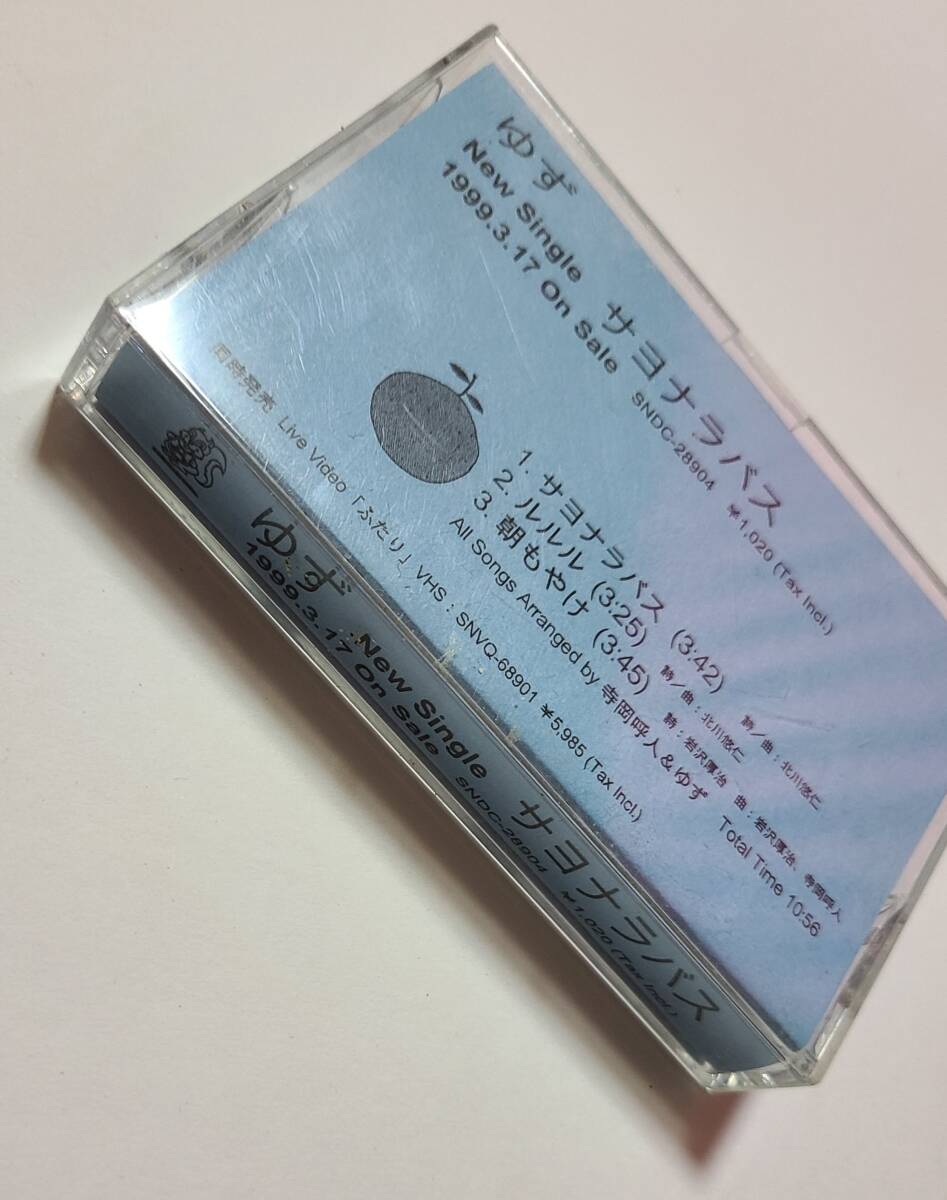 ゆず
New Single サヨナラバス
1999.3.17 On Sale SNDC-28904 ¥1,020 (Tax Incl.)
1. サヨナラバス (3:42) 詩／曲：北川悠仁
2. ルルル (3:25) 詩／曲：北川悠仁
3. 朝もやけ (3:45) 詩：岩沢厚治 曲：岩沢厚治、寺岡呼人
All Songs Arranged by 寺岡呼人＆ゆず Total Time 10:56
同時発売 Live Video「ふたり」VHS：SNVQ-68901 ¥5,985 (Tax Incl.)
ゆず New Single サヨナラバス
1999.3.17 On Sale SNDC-28904 ¥1,020 (Tax Incl.)